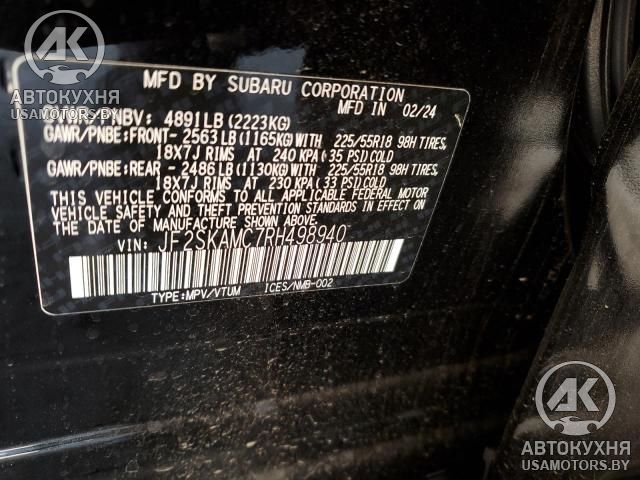 MFD BY SUBARU CORPORATION
MFD IN 02/24
GVWR/PNBV: 4891LB (2223KG)
GAWR/PNBE:FRONT- 2563LB (1165KG)WITH 225/55R18 98H TIRES,
18X7J RIMS AT 240 KPA (35 PSI)COLD
GAWR/PNBE:REAR - 2486LB (1130KG)WITH 225/55R18 98H TIRES,
18X7J RIMS AT 230 KPA (33 PSI)COLD
THIS VEHICLE CONFORMS TO ALL APPLICABLE FEDERAL MOTOR
VEHICLE SAFETY AND THEFT PREVENTION STANDARDS IN EFFECT ON
THE DATE OF MANUFACTURE SHOWN ABOVE.
VIN: JF2SKAMC7RH498940
TYPE:MPV/VTUM ICES/NMB-002
AK
АВТОКУХНЯ
USAMOTORS.BY
AK
АВТОКУХНЯ
USAMOTORS.BY